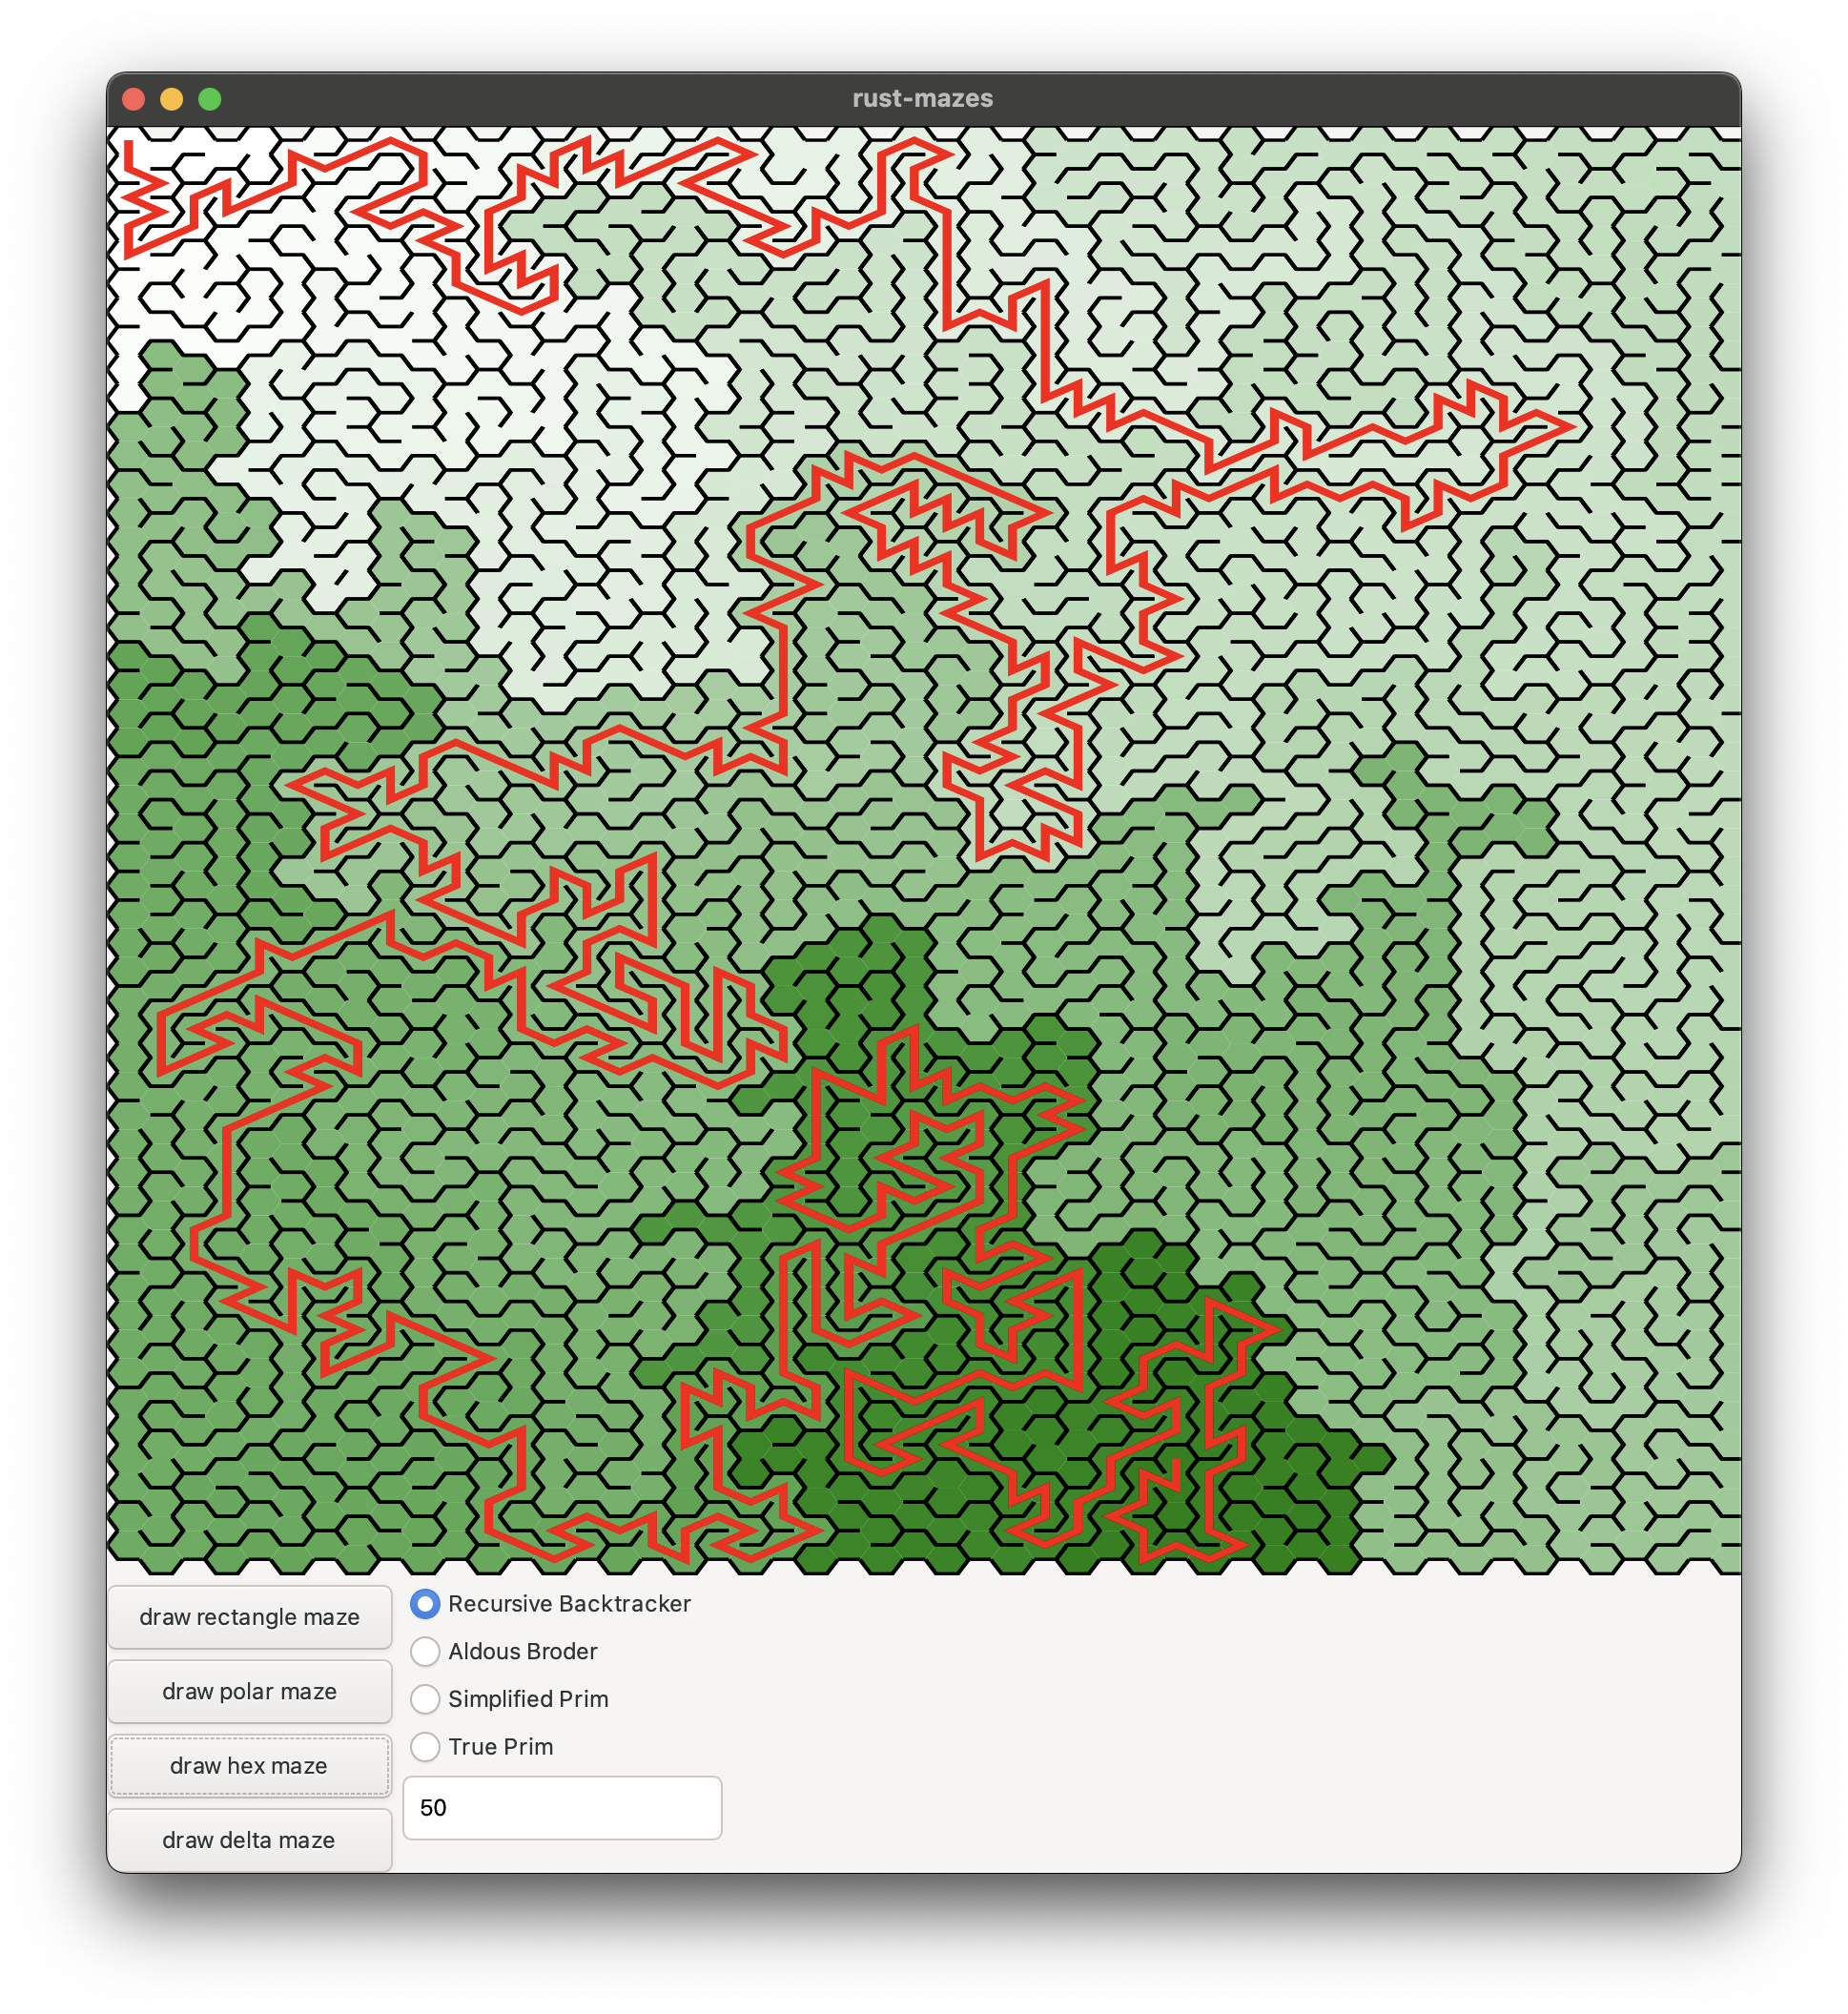 rust-mazes
draw rectangle maze
draw polar maze
draw hex maze
draw delta maze
Recursive Backtracker
Aldous Broder
Simplified Prim
True Prim
50